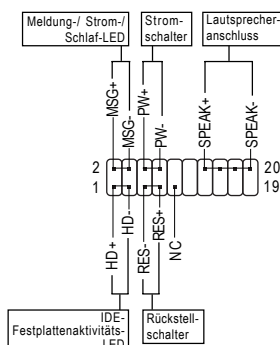 Meldung-/ Strom-/
Schlaf-LED
Strom-
schalter
Lautsprecher-
anschluss
MSG+
MSG-
PW+
PW-
SPEAK+
SPEAK-
2
20
1
19
HD+
HD-
RES-
RES+
NC
IDE-
Festplattenaktivitäts-
LED
Rückstell-
schalter